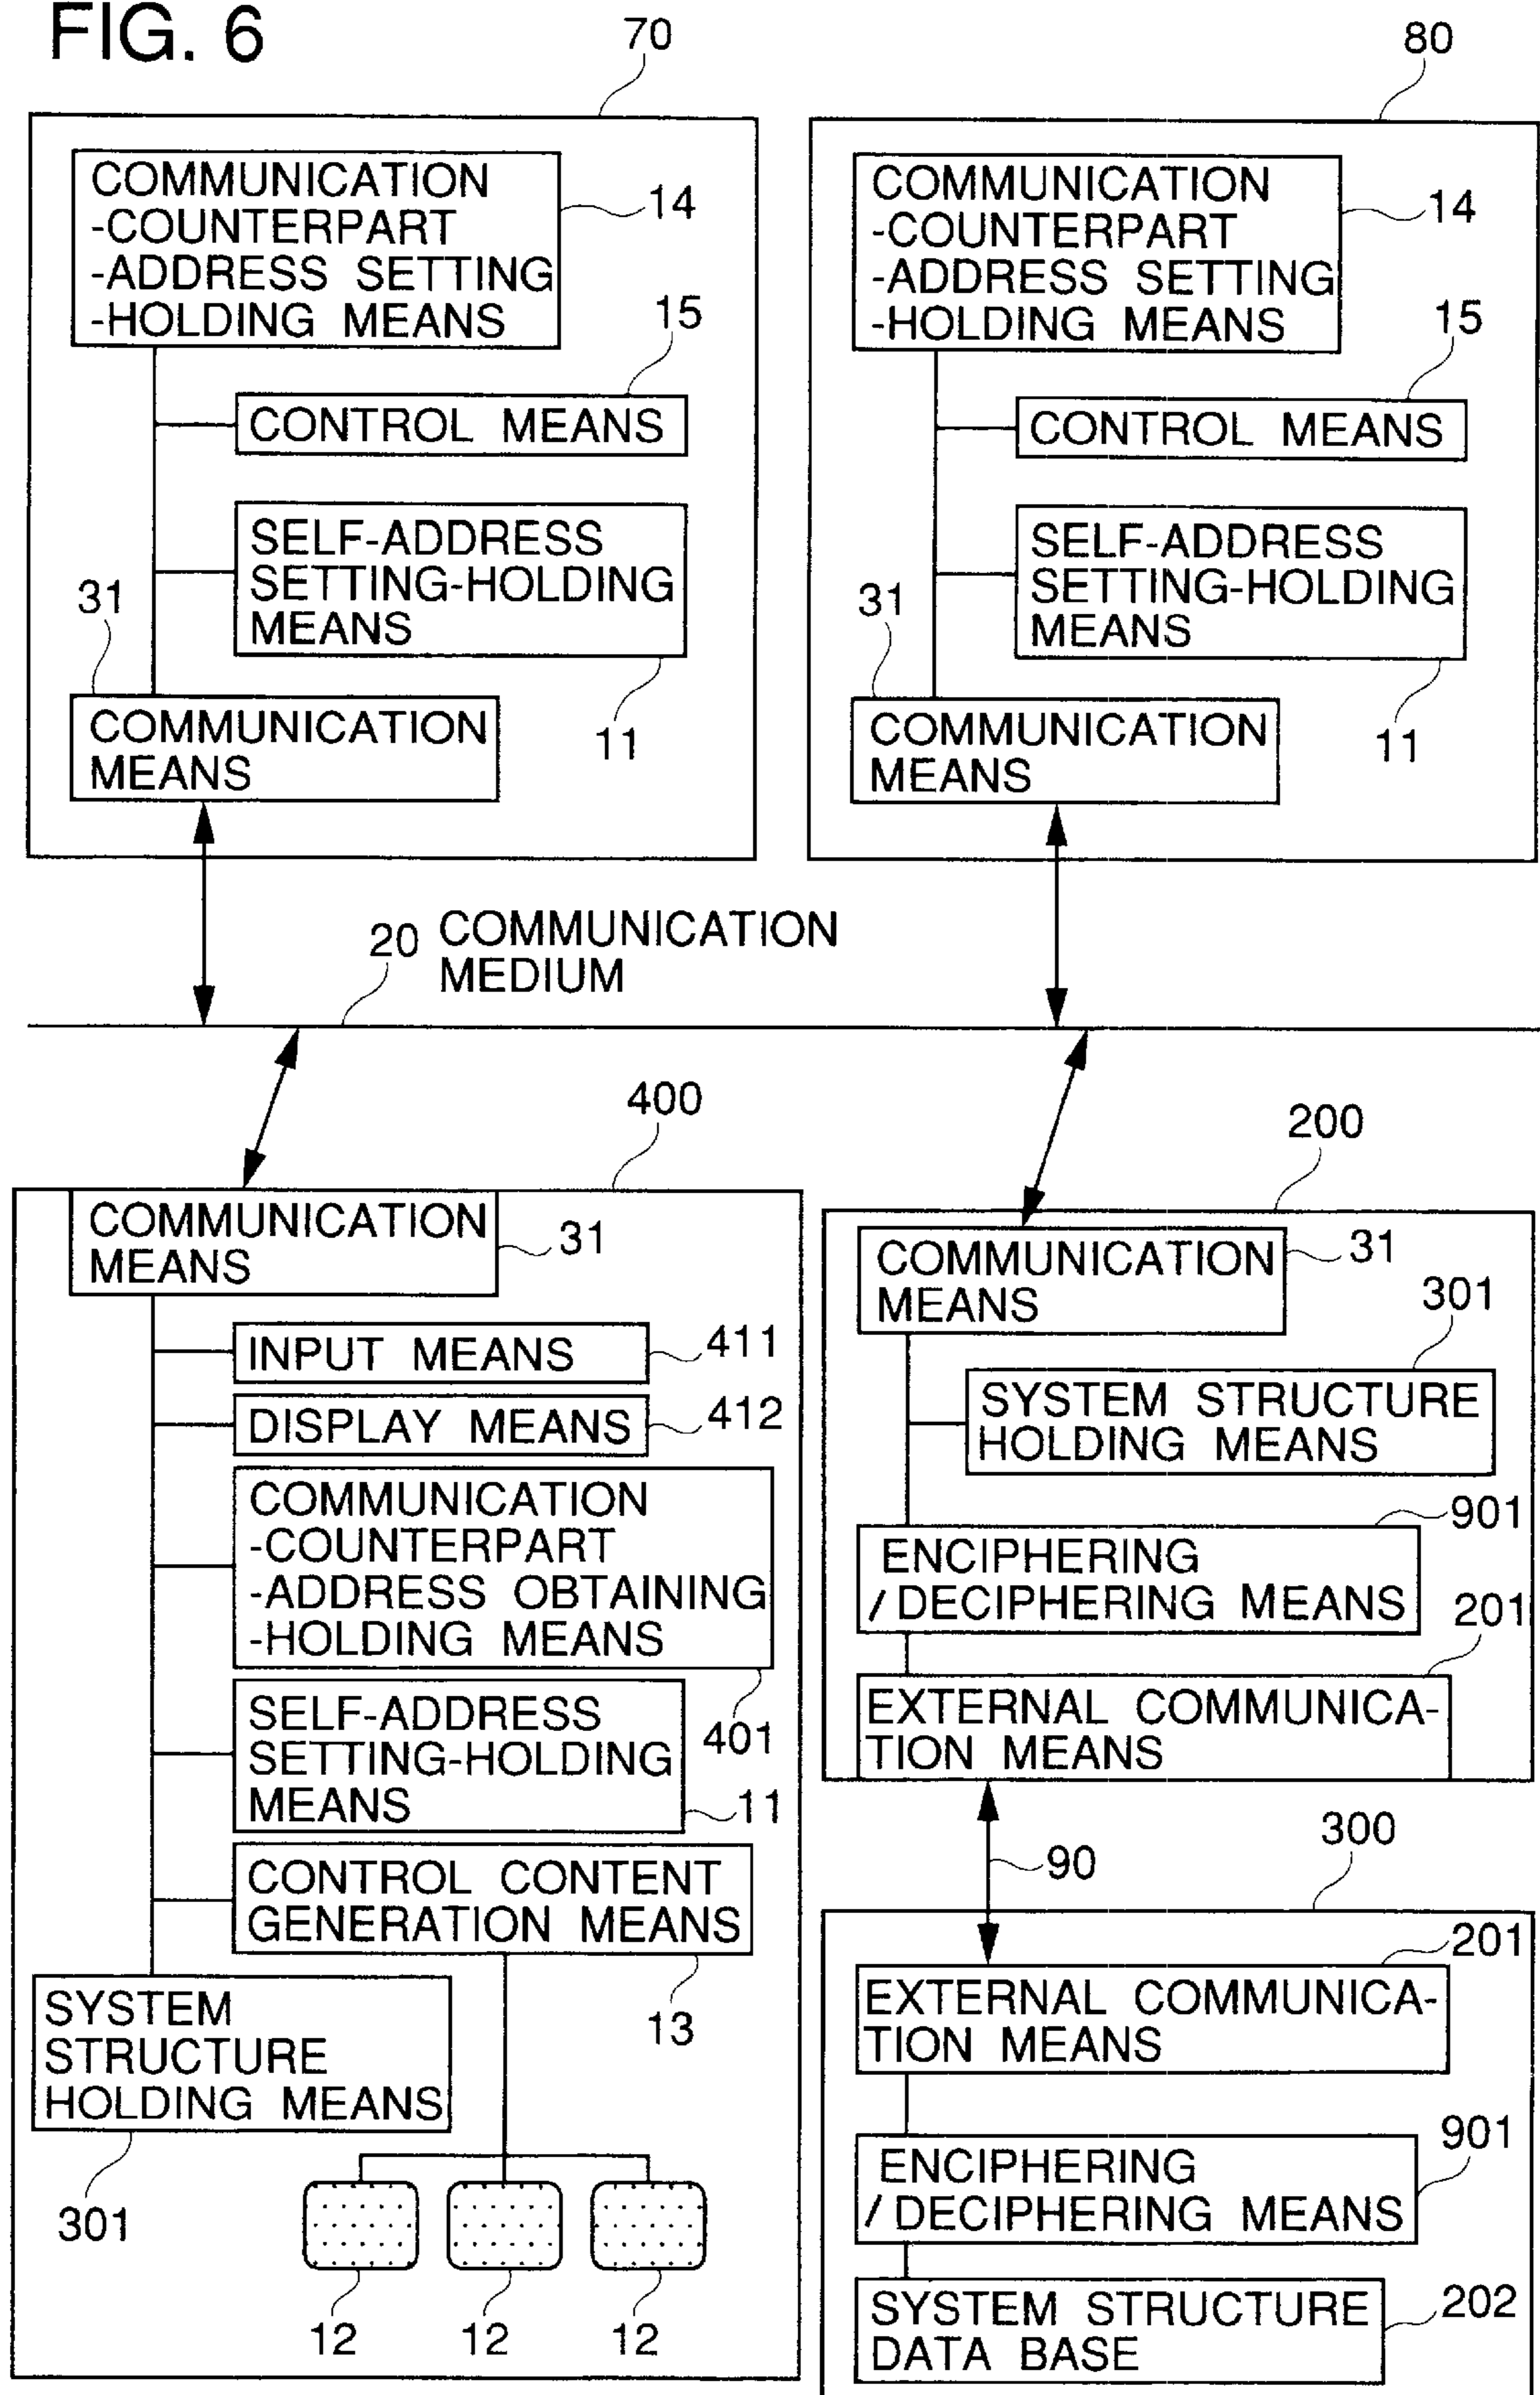 FIG. 6
70
80
COMMUNICATION
-COUNTERPART
-ADDRESS SETTING
-HOLDING MEANS
14
15
CONTROL MEANS
SELF-ADDRESS
SETTING-HOLDING
MEANS
31
11
COMMUNICATION
MEANS
COMMUNICATION
-COUNTERPART
-ADDRESS SETTING
-HOLDING MEANS
14
15
CONTROL MEANS
SELF-ADDRESS
SETTING-HOLDING
MEANS
31
11
COMMUNICATION
MEANS
20 COMMUNICATION
MEDIUM
400
COMMUNICATION
MEANS
31
INPUT MEANS
411
DISPLAY MEANS
412
COMMUNICATION
-COUNTERPART
-ADDRESS OBTAINING
-HOLDING MEANS
401
SELF-ADDRESS
SETTING-HOLDING
MEANS
11
CONTROL CONTENT
GENERATION MEANS
13
SYSTEM
STRUCTURE
HOLDING MEANS
301
12 12 12
200
COMMUNICATION
MEANS
31
301
SYSTEM STRUCTURE
HOLDING MEANS
901
ENCIPHERING
/DECIPHERING MEANS
201
EXTERNAL COMMUNICA-
TION MEANS
90
300
201
EXTERNAL COMMUNICA-
TION MEANS
901
ENCIPHERING
/DECIPHERING MEANS
SYSTEM STRUCTURE
DATA BASE
202